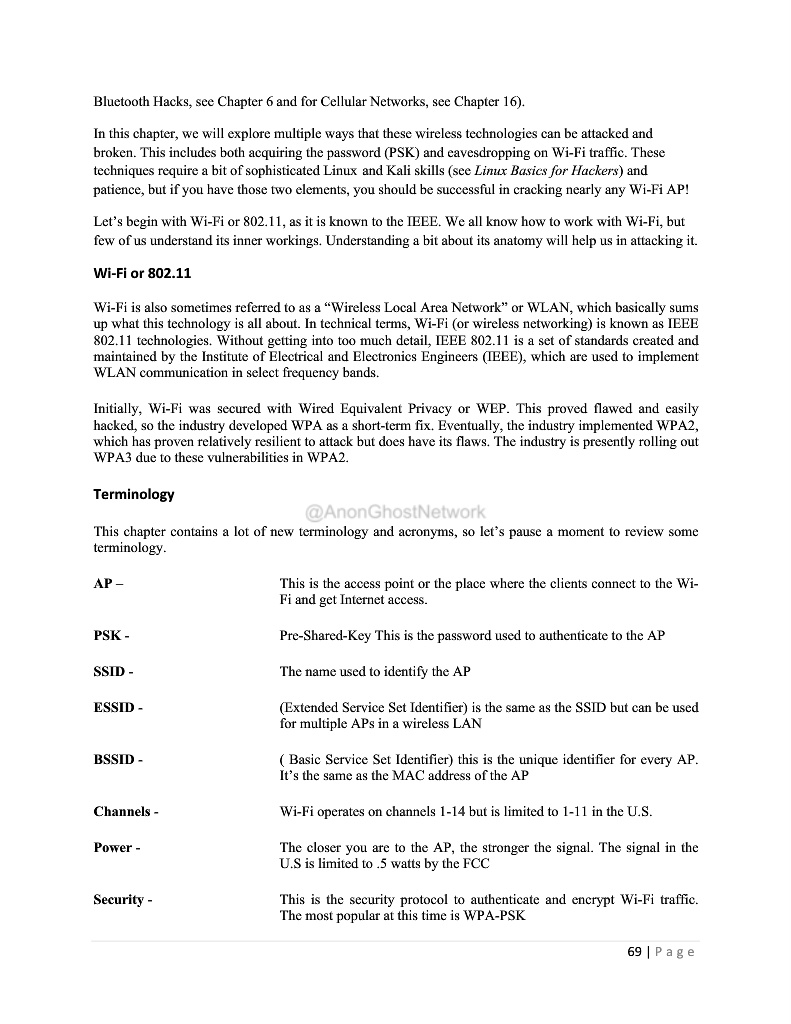 Bluetooth Hacks, see Chapter 6 and for Cellular Networks, see Chapter 16).
In this chapter, we will explore multiple ways that these wireless technologies can be attacked and
broken. This includes both acquiring the password (PSK) and eavesdropping on Wi-Fi traffic. These
techniques require a bit of sophisticated Linux and Kali skills (see Linux Basics for Hackers) and
patience, but if you have those two elements, you should be successful in cracking nearly any Wi-Fi AP!
Let’s begin with Wi-Fi or 802.11, as it is known to the IEEE. We all know how to work with Wi-Fi, but
few of us understand its inner workings. Understanding a bit about its anatomy will help us in attacking it.
Wi-Fi or 802.11
Wi-Fi is also sometimes referred to as a “Wireless Local Area Network” or WLAN, which basically sums
up what this technology is all about. In technical terms, Wi-Fi (or wireless networking) is known as IEEE
802.11 technologies. Without getting into too much detail, IEEE 802.11 is a set of standards created and
maintained by the Institute of Electrical and Electronics Engineers (IEEE), which are used to implement
WLAN communication in select frequency bands.
Initially, Wi-Fi was secured with Wired Equivalent Privacy or WEP. This proved flawed and easily
hacked, so the industry developed WPA as a short-term fix. Eventually, the industry implemented WPA2,
which has proven relatively resilient to attack but does have its flaws. The industry is presently rolling out
WPA3 due to these vulnerabilities in WPA2.
Terminology
@AnonGhostNetwork
This chapter contains a lot of new terminology and acronyms, so let’s pause a moment to review some
terminology.
AP – This is the access point or the place where the clients connect to the Wi-
Fi and get Internet access.
PSK - Pre-Shared-Key This is the password used to authenticate to the AP
SSID - The name used to identify the AP
ESSID - (Extended Service Set Identifier) is the same as the SSID but can be used
for multiple APs in a wireless LAN
BSSID - ( Basic Service Set Identifier) this is the unique identifier for every AP.
It’s the same as the MAC address of the AP
Channels - Wi-Fi operates on channels 1-14 but is limited to 1-11 in the U.S.
Power - The closer you are to the AP, the stronger the signal. The signal in the
U.S is limited to .5 watts by the FCC
Security - This is the security protocol to authenticate and encrypt Wi-Fi traffic.
The most popular at this time is WPA-PSK
69 | Page